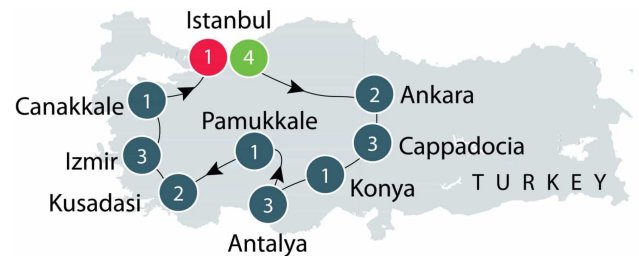 Istanbul
1 4
Canakkale 1
2 Ankara
Pamukkale
1
3 Cappadocia
Izmir 3
1
Konya
T U R K E Y
Kusadasi 2
3
Antalya